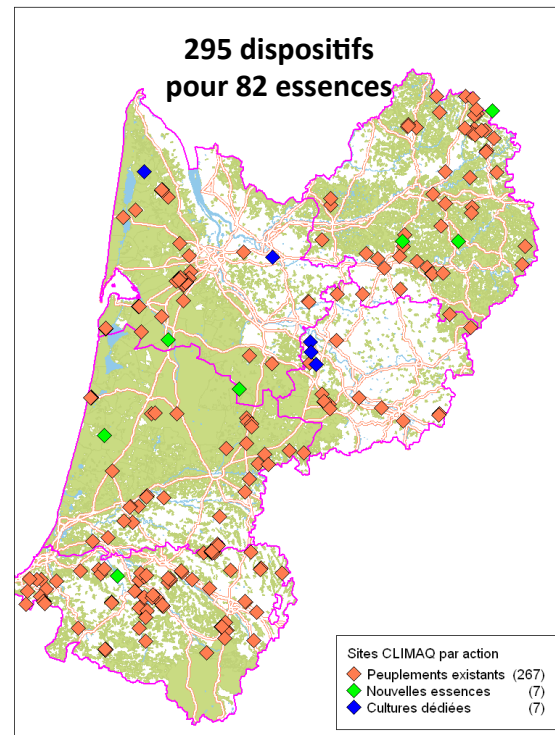 295 dispositifs
pour 82 essences
Sites CLIMAQ par action
Peuplements existants (267)
Nouvelles essences (7)
Cultures dédiées (7)